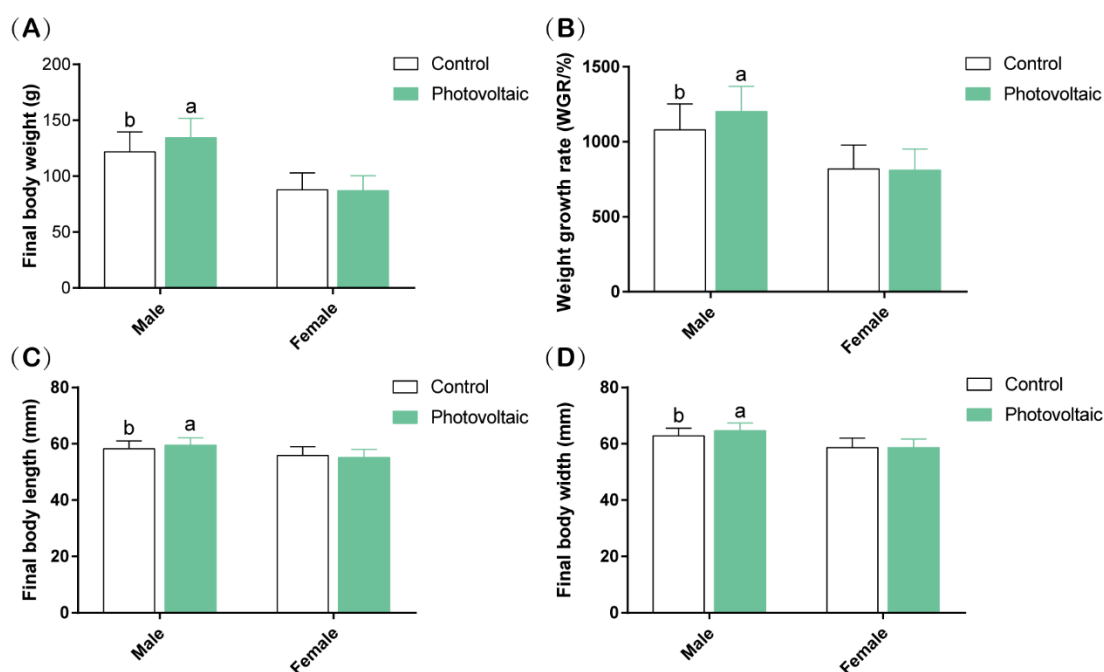 (A)
Final body weight (g)
200
150
100
50
0
b
a
Male
Female
Control
Photovoltaic
(B)
Weight growth rate (WGR/%)
1500
1000
500
0
b
a
Male
Female
Control
Photovoltaic
(C)
Final body length (mm)
80
60
40
20
0
b
a
Male
Female
Control
Photovoltaic
(D)
Final body width (mm)
80
60
40
20
0
b
a
Male
Female
Control
Photovoltaic